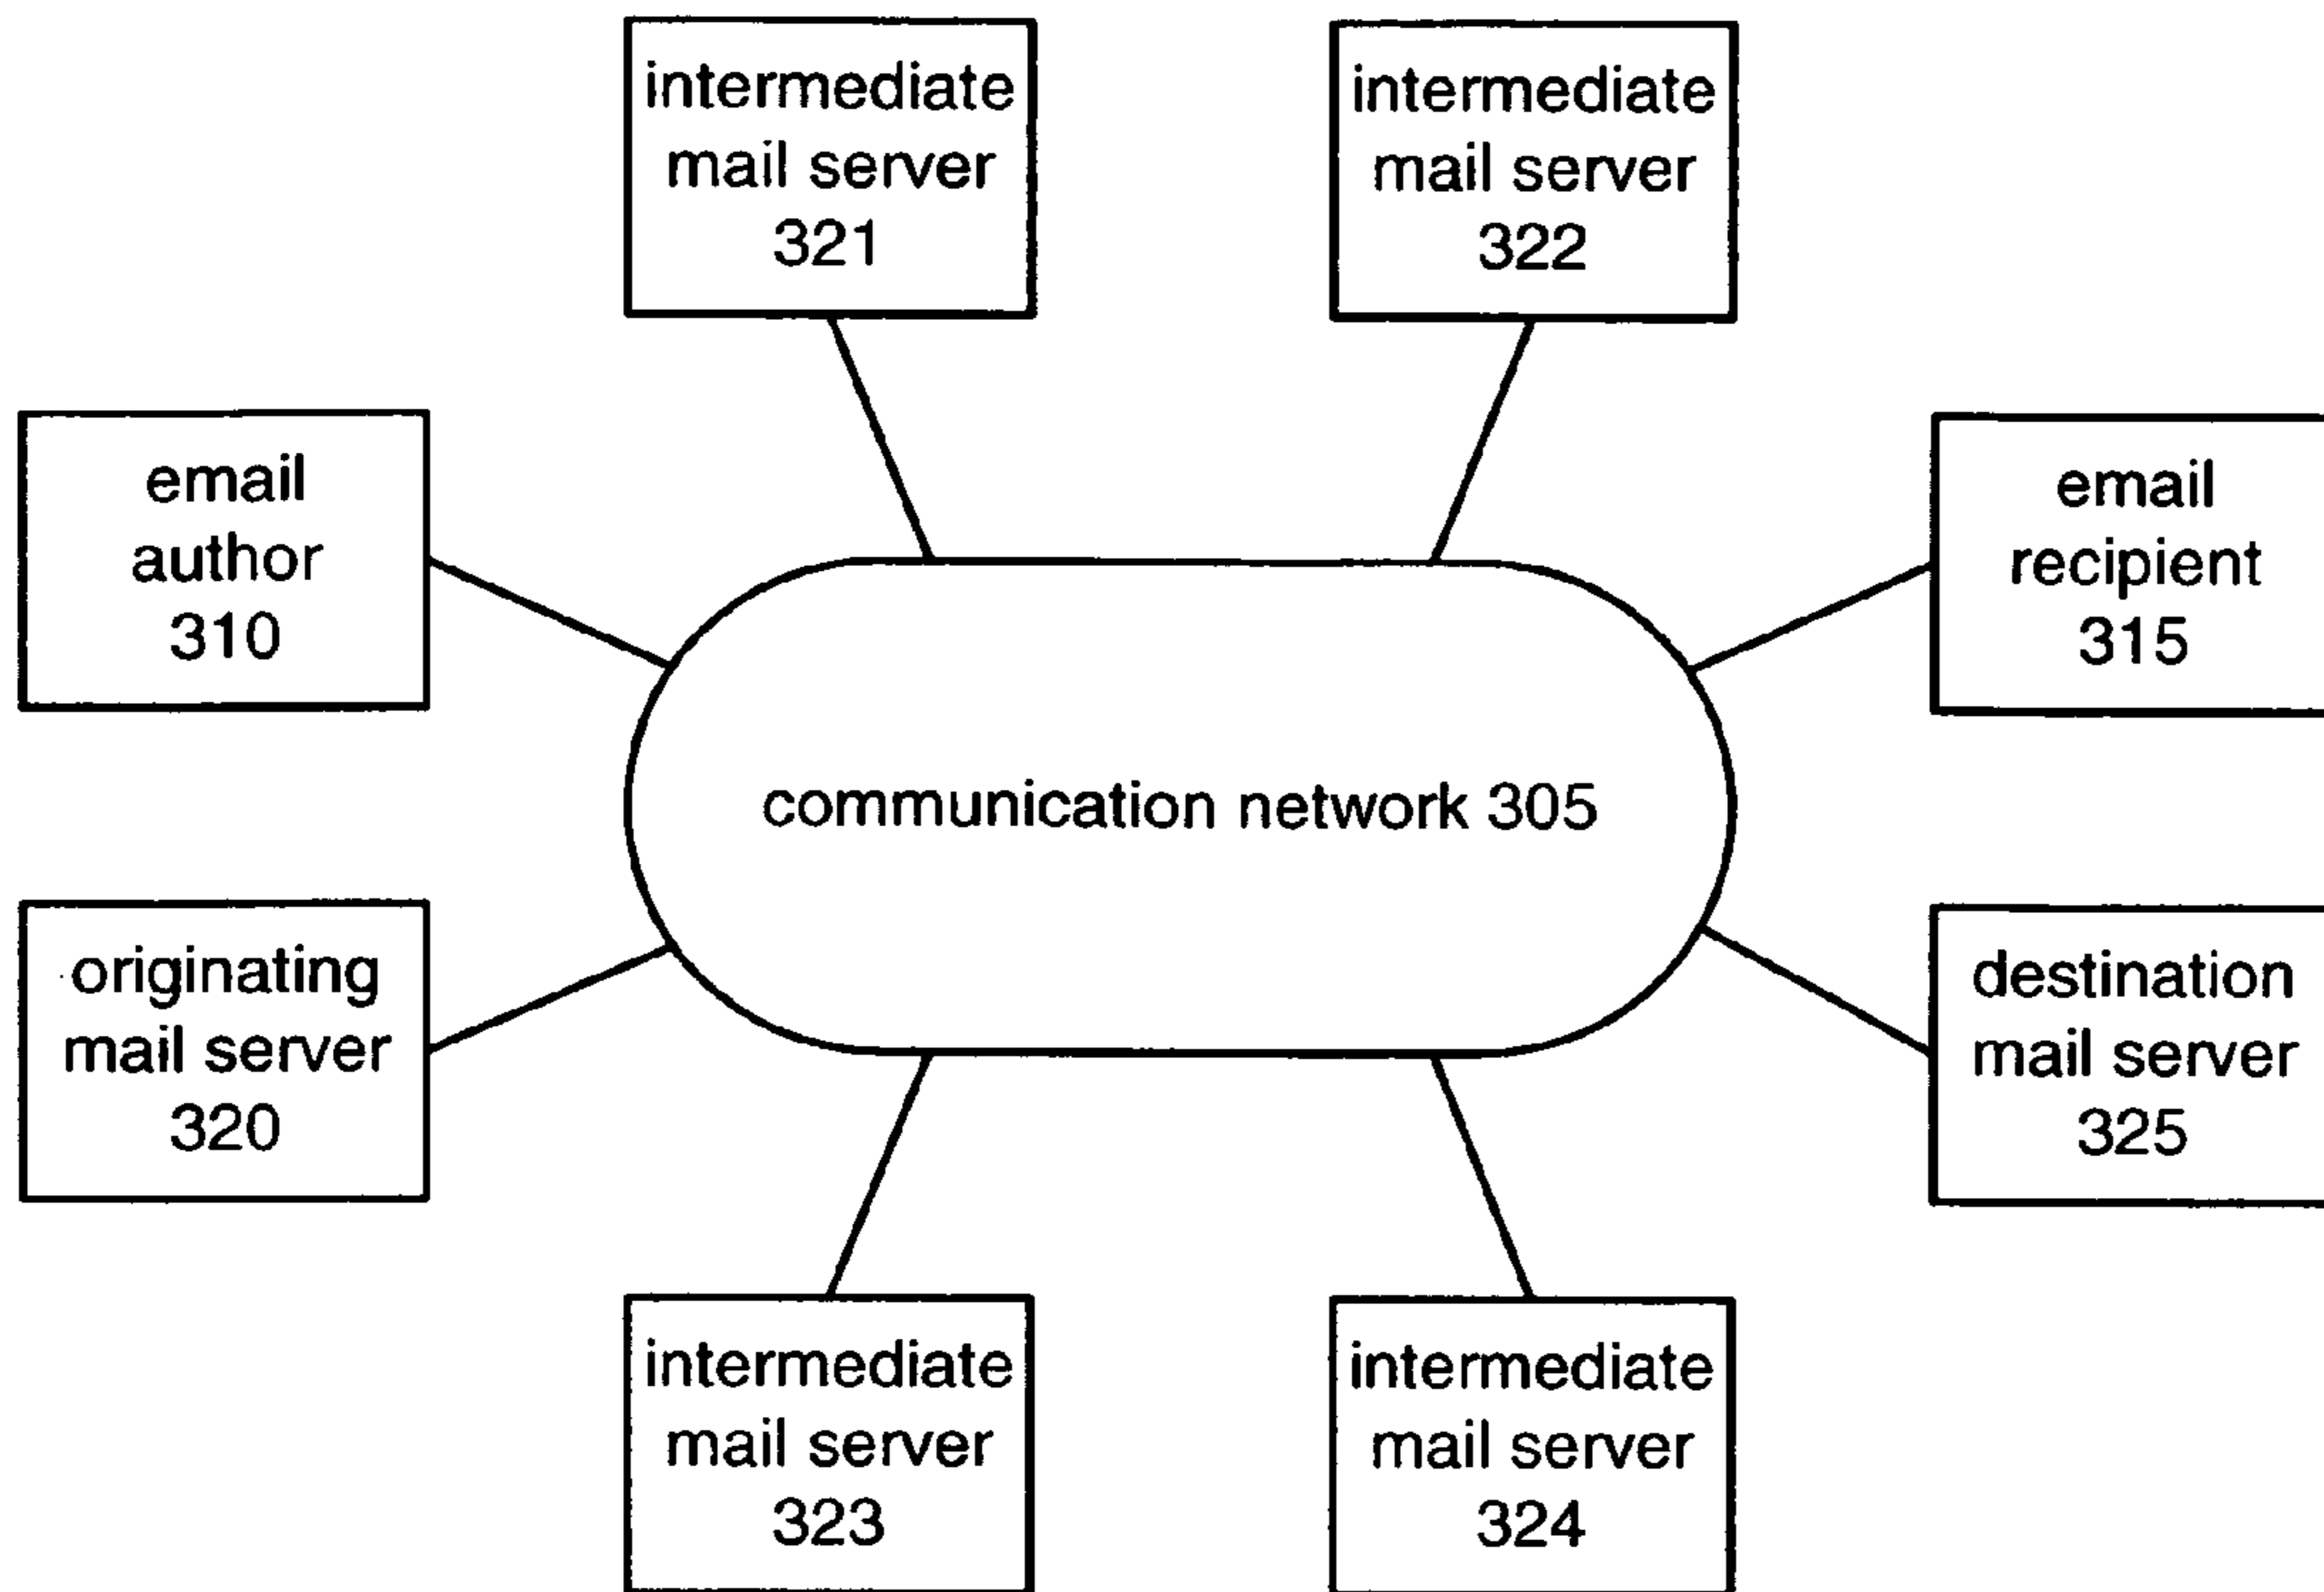 intermediate
mail server
321
intermediate
mail server
322
email
author
310
email
recipient
315
communication network 305
originating
mail server
320
destination
mail server
325
intermediate
mail server
323
intermediate
mail server
324